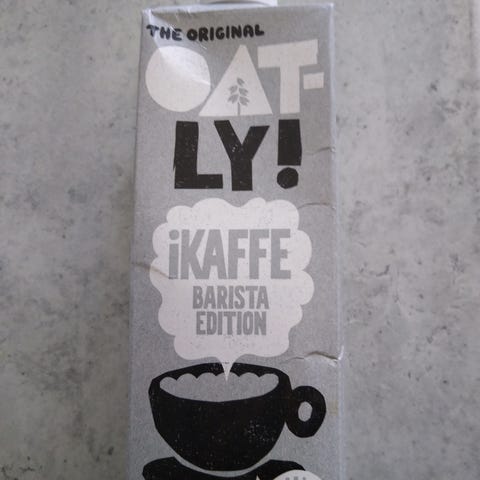 THE ORIGINAL
OAT-
LY!
iKAFFE
BARISTA
EDITION